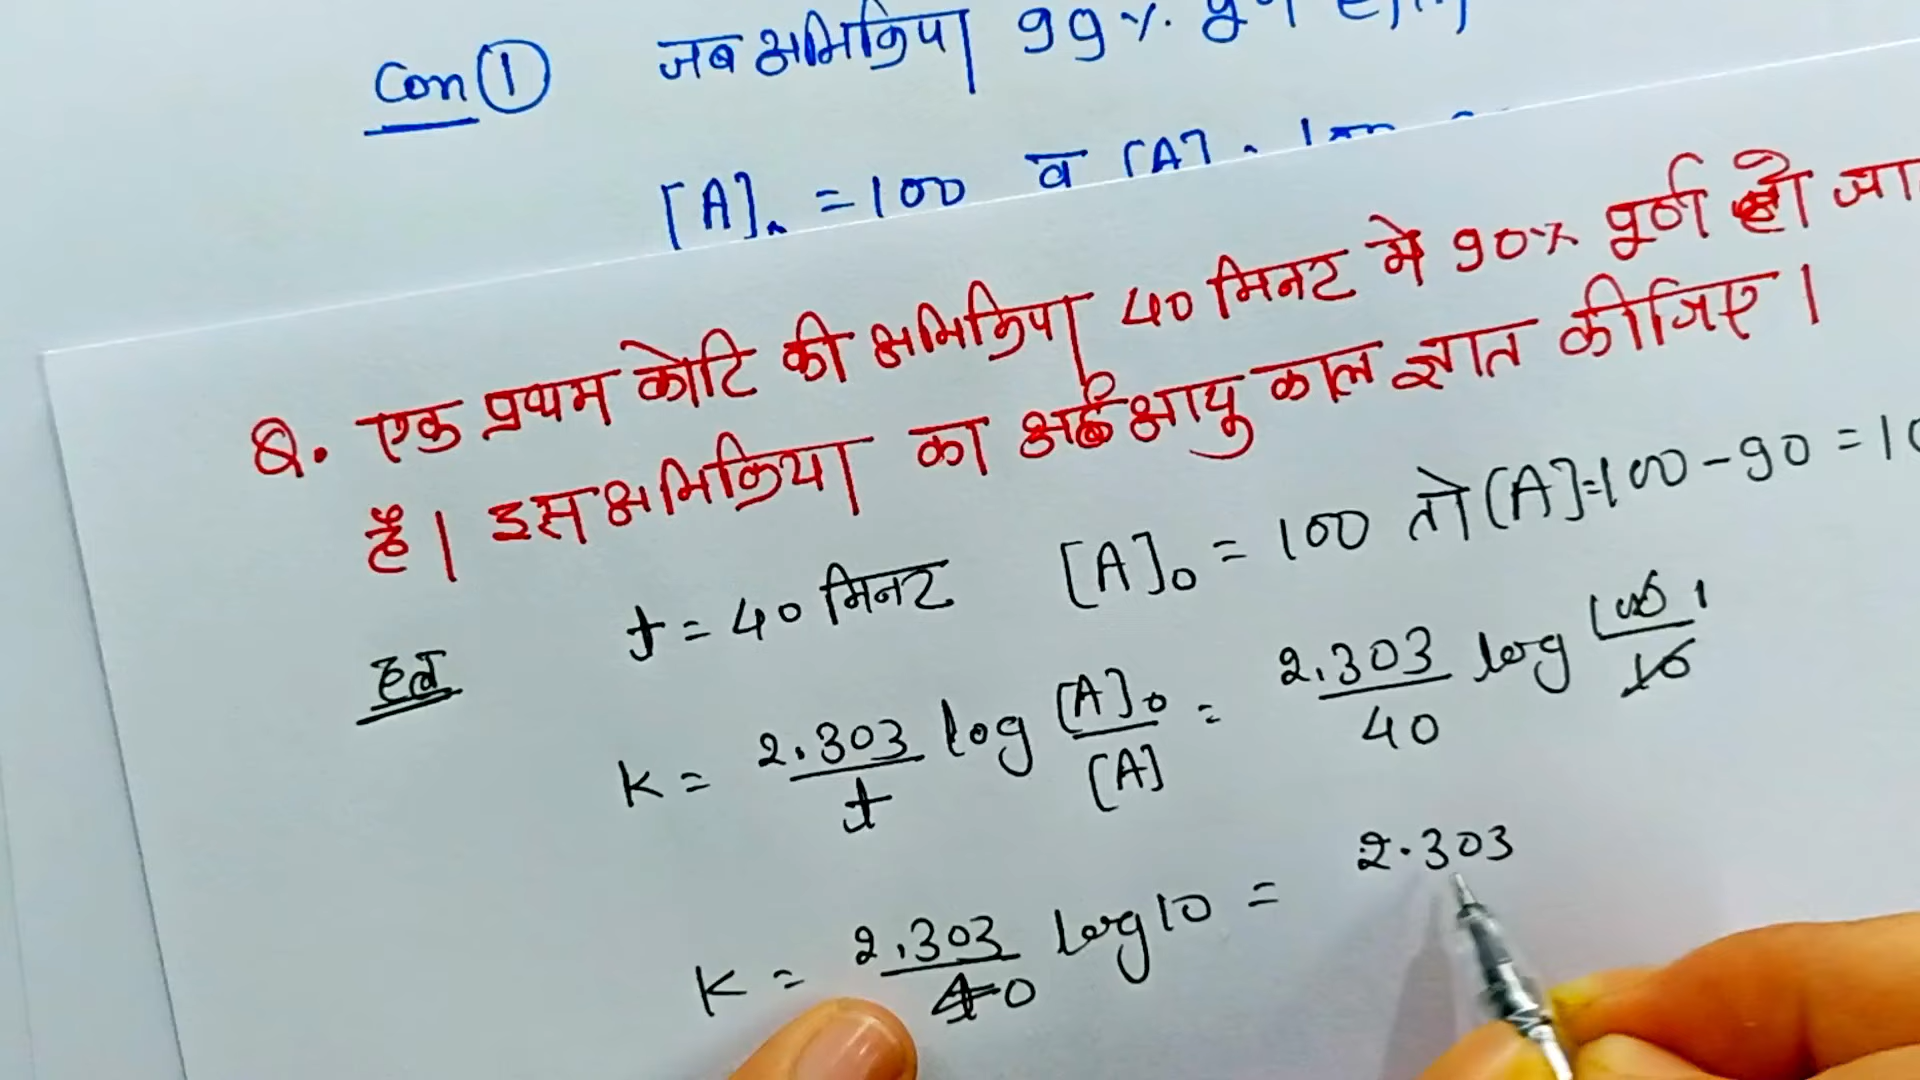 Con ① जब अभिक्रिया 99%
[A]₀ = 100 व [A]
Q. एक प्रथम कोटि की अभिक्रिया 40 मिनट मे 90% पूर्ण हो जा
है। इस अभिक्रिया का अर्द्धआयु काल ज्ञात कीजिए।
हल t = 40 मिनट [A]₀ = 100 तो [A]=100-90 = 10
K = 2.303/t log [A]₀/[A] = 2.303/40 log 100/10
K = 2.303/40 log10 = 2.303